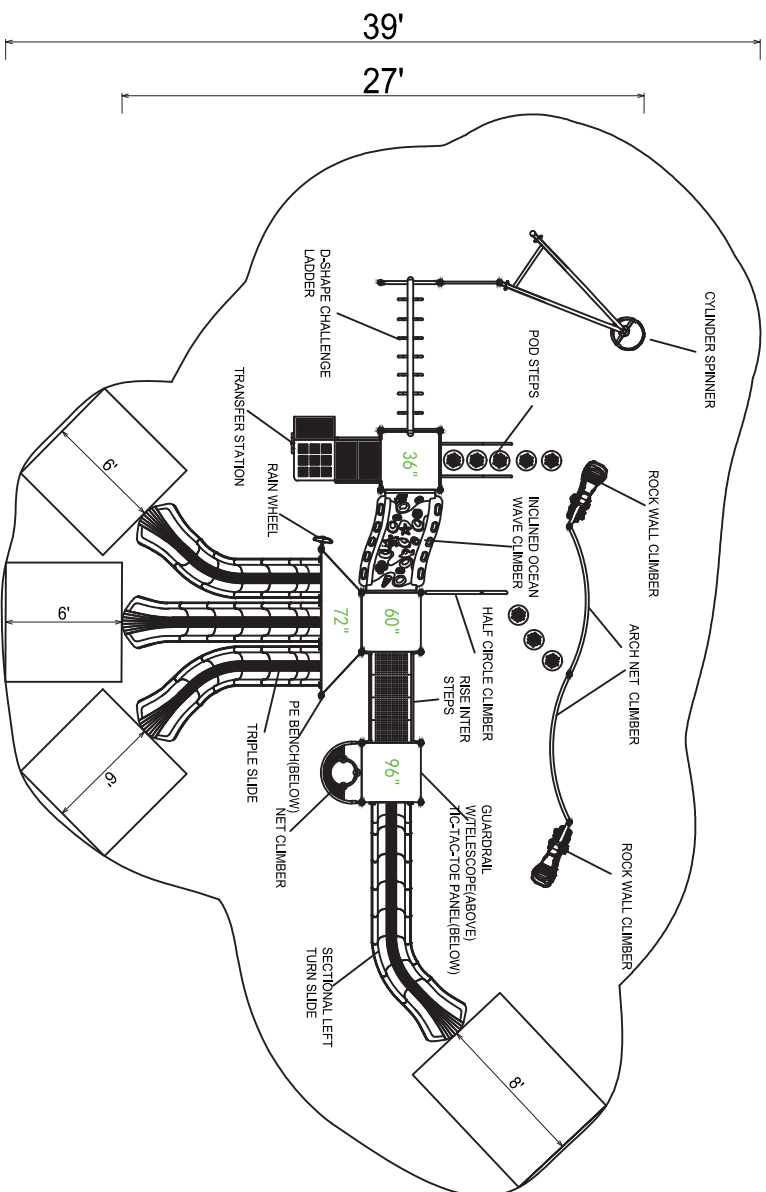 39'
27'
CYLINDER SPINNER
D-SHAPE CHALLENGE
LADDER
POD STEPS
TRANSFER STATION
36"
ROCK WALL CLIMBER
INCLINED OCEAN
WAVE CLIMBER
RAIN WHEEL
6'
6'
6'
72"
60"
HALF CIRCLE CLIMBER
ARCH NET CLIMBER
RISE INTER
STEPS
PE BENCH(BELOW)
TRIPLE SLIDE
NET CLIMBER
96"
GUARDRAIL
W/TELESCOPE(ABOVE)
TIC-TAC-TOE PANEL(BELOW)
ROCK WALL CLIMBER
SECTIONAL LEFT
TURN SLIDE
8'